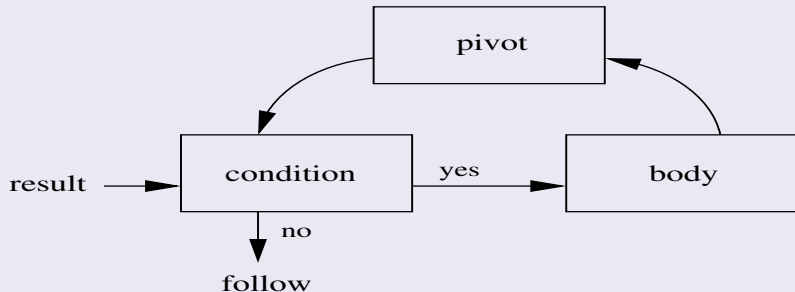 pivot
result
condition
yes
body
no
follow